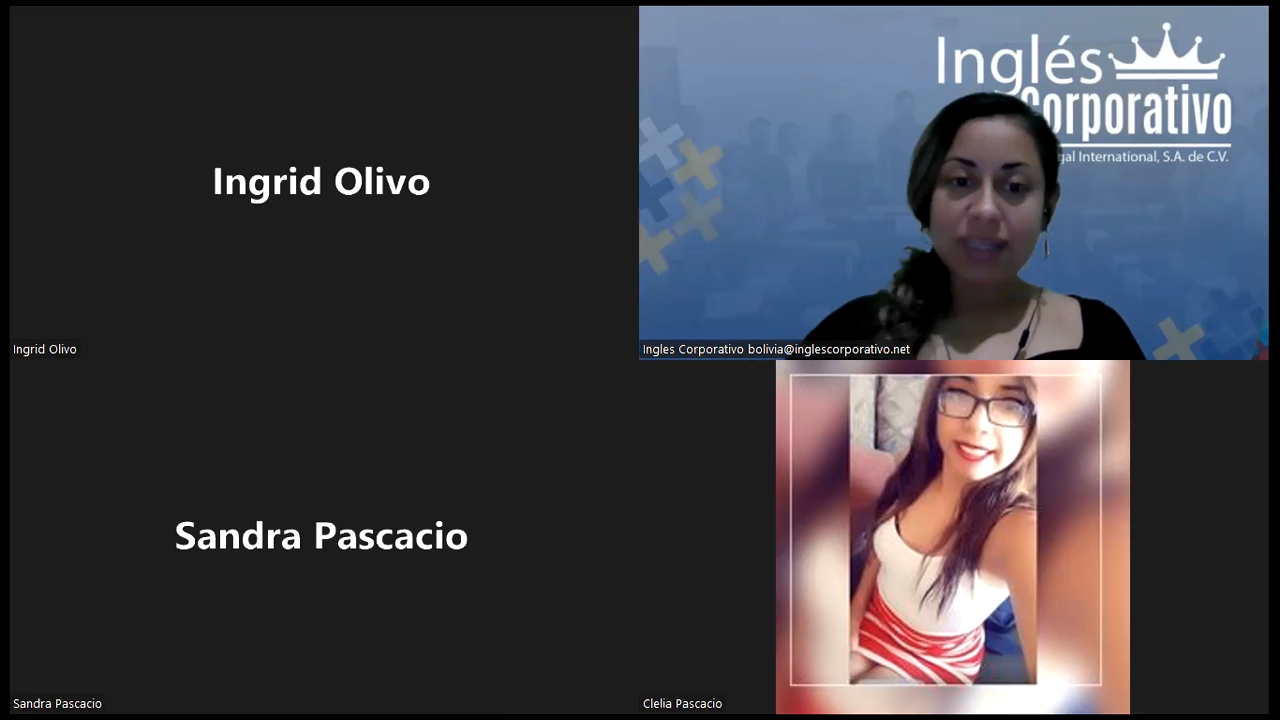 Ingrid Olivo
Ingrid Olivo
Inglés
Corporativo
gal International, S.A. de C.V.
Ingles Corporativo bolivia@inglescorporativo.net
Sandra Pascacio
Sandra Pascacio
Clelia Pascacio